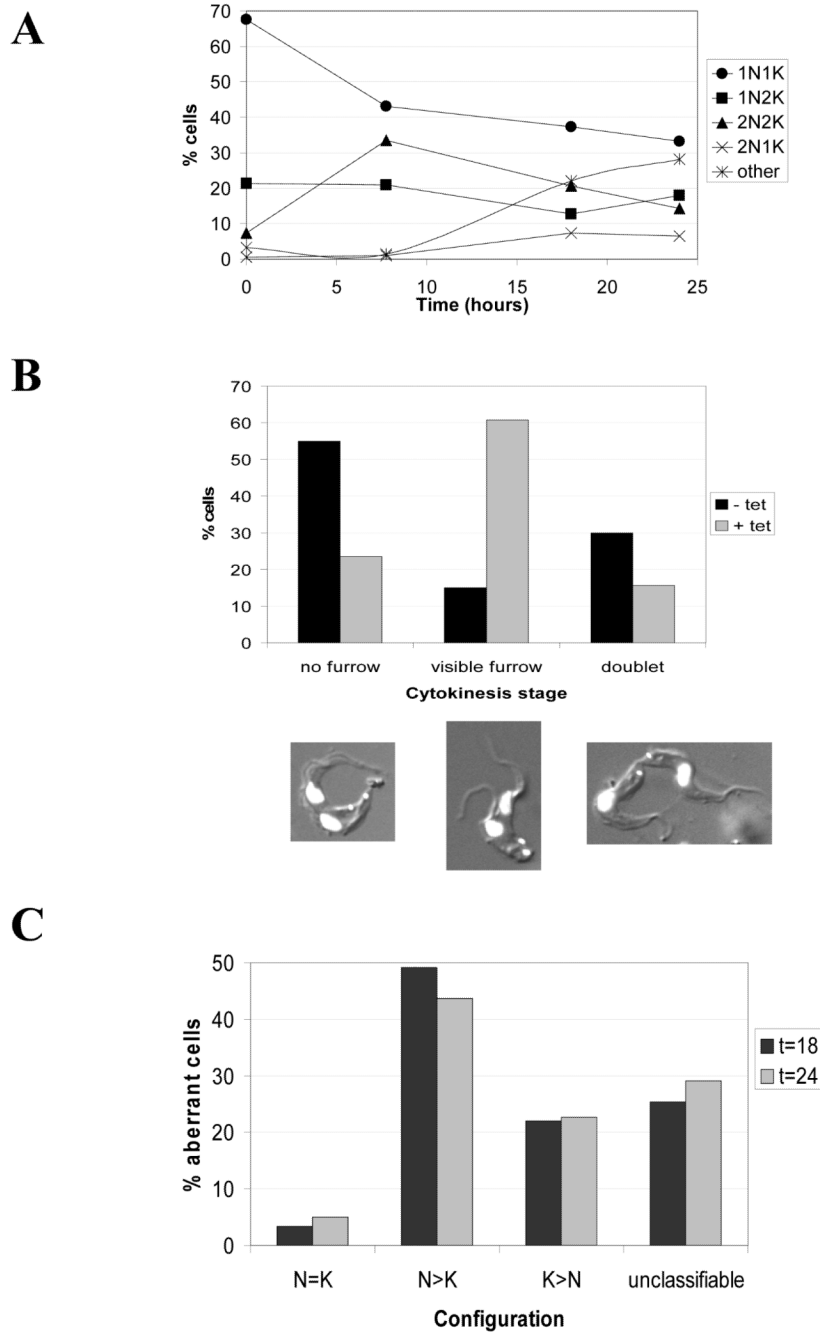 A
70
60
50
40
30
20
10
0
% cells
0 5 10 15 20 25
Time (hours)
1N1K
1N2K
2N2K
2N1K
other
B
70
60
50
40
30
20
10
0
% cells
no furrow visible furrow doublet
Cytokinesis stage
- tet
+ tet
C
50
40
30
20
10
0
% aberrant cells
N=K N>K K>N unclassifiable
Configuration
t=18
t=24